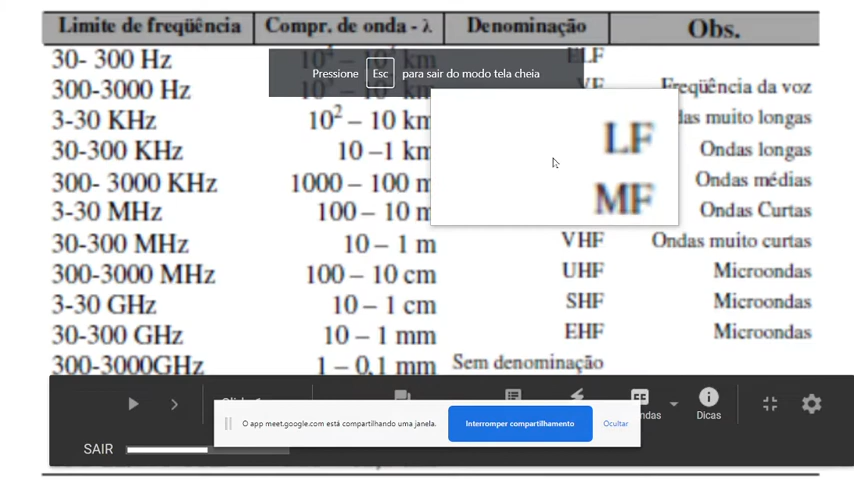 Limite de freqüência Compr. de onda - λ Denominação Obs.
30- 300 Hz 10⁴ – km ELF
300-3000 Hz km VF Freqüência da voz
Pressione Esc para sair do modo tela cheia
3-30 KHz 10² – 10 km das muito longas
30-300 KHz 10 –1 km LF Ondas longas
300- 3000 KHz 1000 – 100 m MF Ondas médias
3-30 MHz 100 – 10 m Ondas Curtas
30-300 MHz 10 – 1 m VHF Ondas muito curtas
300-3000 MHz 100 – 10 cm UHF Microondas
3-30 GHz 10 – 1 cm SHF Microondas
30-300 GHz 10 – 1 mm EHF Microondas
300-3000GHz 1 – 0,1 mm Sem denominação
Dicas
O app meet.google.com está compartilhando uma janela. Interromper compartilhamento Ocultar
SAIR